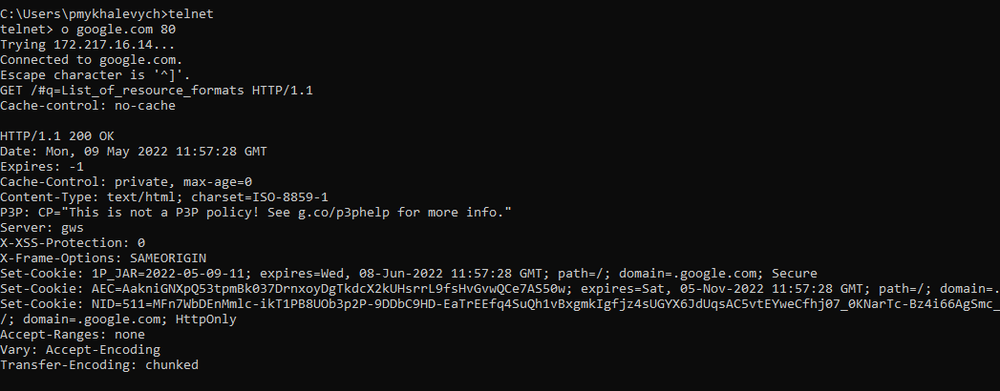 C:\Users\pmykhalevych>telnet
telnet> o google.com 80
Trying 172.217.16.14...
Connected to google.com.
Escape character is '^]'.
GET /#q=List_of_resource_formats HTTP/1.1
Cache-control: no-cache
HTTP/1.1 200 OK
Date: Mon, 09 May 2022 11:57:28 GMT
Expires: -1
Cache-Control: private, max-age=0
Content-Type: text/html; charset=ISO-8859-1
P3P: CP="This is not a P3P policy! See g.co/p3phelp for more info."
Server: gws
X-XSS-Protection: 0
X-Frame-Options: SAMEORIGIN
Set-Cookie: 1P_JAR=2022-05-09-11; expires=Wed, 08-Jun-2022 11:57:28 GMT; path=/; domain=.google.com; Secure
Set-Cookie: AEC=AakniGNXpQ53tpmBk037DrnxoyDgTkdcX2kUHsrrL9fsHvGvwQCe7AS50w; expires=Sat, 05-Nov-2022 11:57:28 GMT; path=/; domain=.
Set-Cookie: NID=511=MFn7WbDEnMmlc-ikT1PB8UOb3p2P-9DDbC9HD-EaTrEEfq4SuQh1vBxgmkIgfjz4sUGYX6JdUqsAC5vtEYweCfhj07_0KNarTc-Bz4i66AgSmc_
/; domain=.google.com; HttpOnly
Accept-Ranges: none
Vary: Accept-Encoding
Transfer-Encoding: chunked